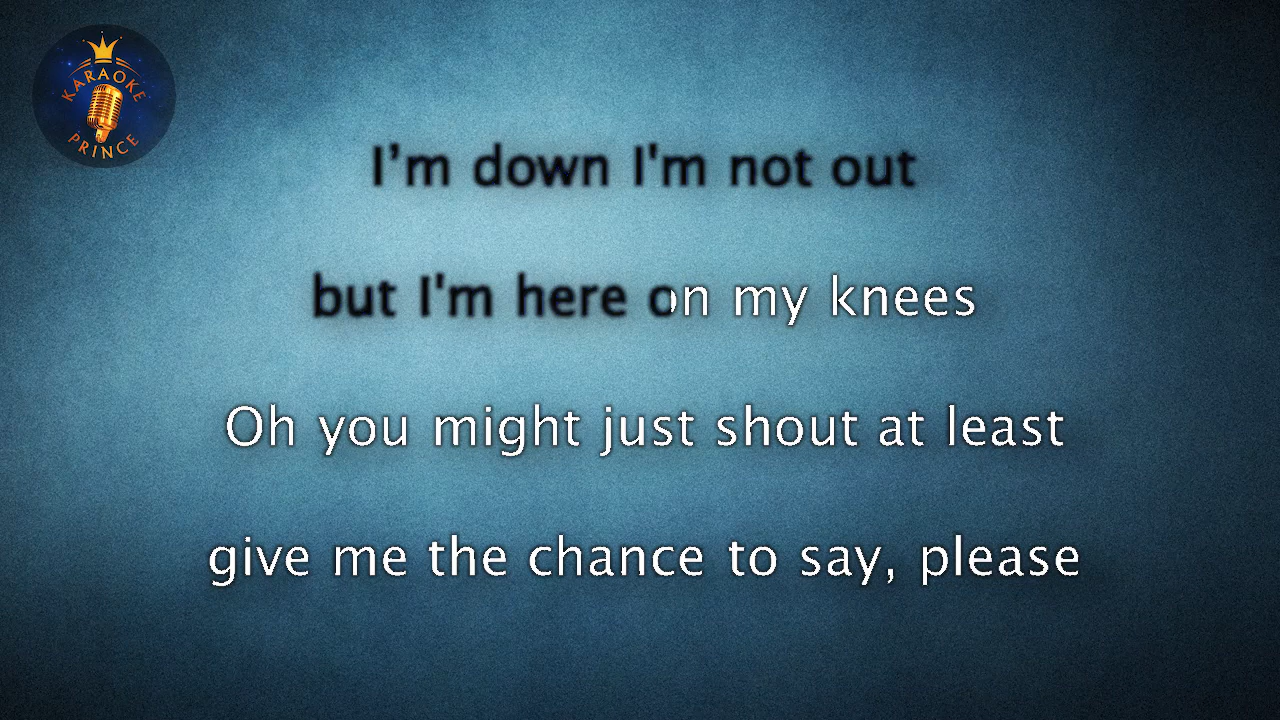 KARAOKE
PRINCE
I’m down I'm not out
but I'm here on my knees
Oh you might just shout at least
give me the chance to say, please